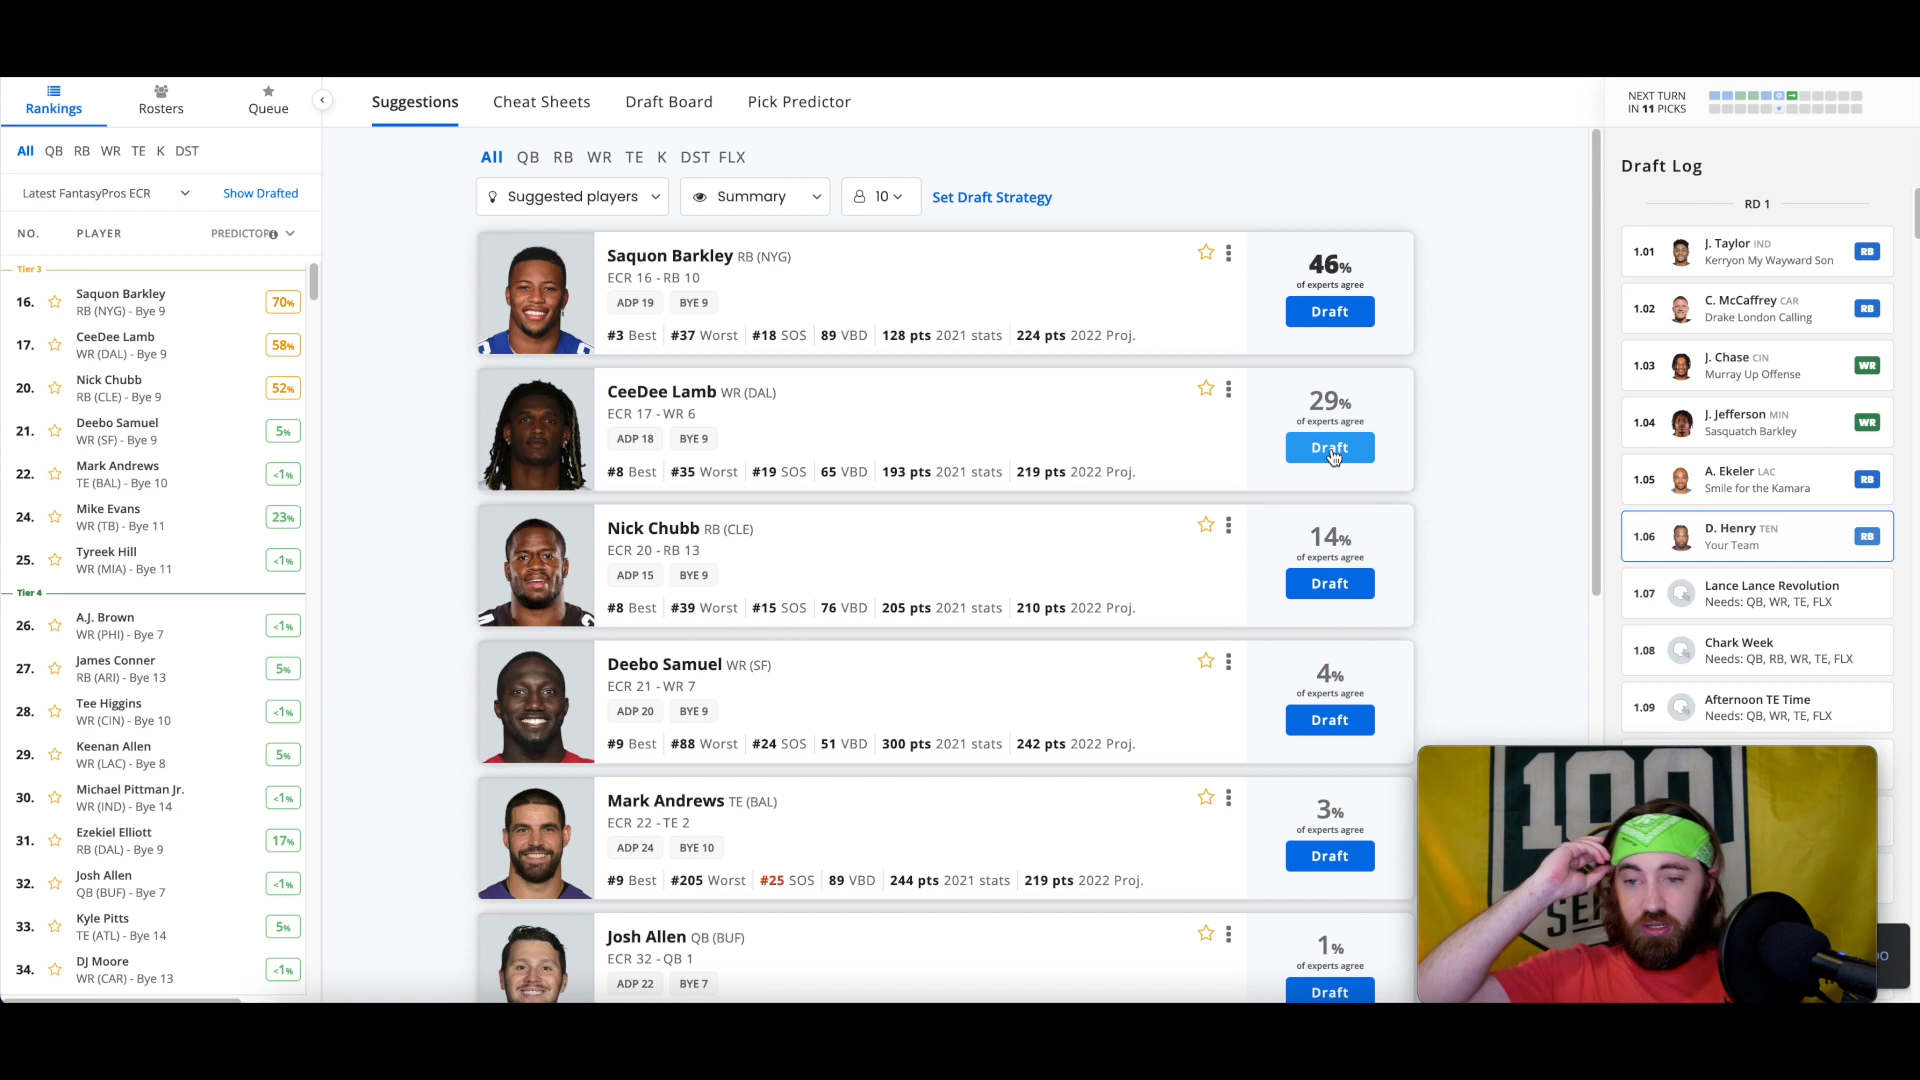 Rankings
Rosters
Queue
Suggestions
Cheat Sheets
Draft Board
Pick Predictor
NEXT TURN
IN 11 PICKS
All QB RB WR TE K DST
Latest FantasyPros ECR
Show Drafted
NO. PLAYER PREDICTOR
Tier 3
16. Saquon Barkley
RB (NYG) - Bye 9
70%
17. CeeDee Lamb
WR (DAL) - Bye 9
58%
20. Nick Chubb
RB (CLE) - Bye 9
52%
21. Deebo Samuel
WR (SF) - Bye 9
5%
22. Mark Andrews
TE (BAL) - Bye 10
<1%
24. Mike Evans
WR (TB) - Bye 11
23%
25. Tyreek Hill
WR (MIA) - Bye 11
<1%
Tier 4
26. A.J. Brown
WR (PHI) - Bye 7
<1%
27. James Conner
RB (ARI) - Bye 13
5%
28. Tee Higgins
WR (CIN) - Bye 10
<1%
29. Keenan Allen
WR (LAC) - Bye 8
5%
30. Michael Pittman Jr.
WR (IND) - Bye 14
<1%
31. Ezekiel Elliott
RB (DAL) - Bye 9
17%
32. Josh Allen
QB (BUF) - Bye 7
<1%
33. Kyle Pitts
TE (ATL) - Bye 14
5%
34. DJ Moore
WR (CAR) - Bye 13
<1%
All QB RB WR TE K DST FLX
Suggested players
Summary
10
Set Draft Strategy
Saquon Barkley RB (NYG)
ECR 16 - RB 10
ADP 19 BYE 9
#3 Best #37 Worst #18 SOS 89 VBD 128 pts 2021 stats 224 pts 2022 Proj.
46%
of experts agree
Draft
CeeDee Lamb WR (DAL)
ECR 17 - WR 6
ADP 18 BYE 9
#8 Best #35 Worst #19 SOS 65 VBD 193 pts 2021 stats 219 pts 2022 Proj.
29%
of experts agree
Draft
Nick Chubb RB (CLE)
ECR 20 - RB 13
ADP 15 BYE 9
#8 Best #39 Worst #15 SOS 76 VBD 205 pts 2021 stats 210 pts 2022 Proj.
14%
of experts agree
Draft
Deebo Samuel WR (SF)
ECR 21 - WR 7
ADP 20 BYE 9
#9 Best #88 Worst #24 SOS 51 VBD 300 pts 2021 stats 242 pts 2022 Proj.
4%
of experts agree
Draft
Mark Andrews TE (BAL)
ECR 22 - TE 2
ADP 24 BYE 10
#9 Best #205 Worst #25 SOS 89 VBD 244 pts 2021 stats 219 pts 2022 Proj.
3%
of experts agree
Draft
Josh Allen QB (BUF)
ECR 32 - QB 1
ADP 22 BYE 7
1%
of experts agree
Draft
Draft Log
RD 1
1.01 J. Taylor IND
Kerryon My Wayward Son
RB
1.02 C. McCaffrey CAR
Drake London Calling
RB
1.03 J. Chase CIN
Murray Up Offense
WR
1.04 J. Jefferson MIN
Sasquatch Barkley
WR
1.05 A. Ekeler LAC
Smile for the Kamara
RB
1.06 D. Henry TEN
Your Team
RB
1.07 Lance Lance Revolution
Needs: QB, WR, TE, FLX
1.08 Chark Week
Needs: QB, RB, WR, TE, FLX
1.09 Afternoon TE Time
Needs: QB, WR, TE, FLX
100